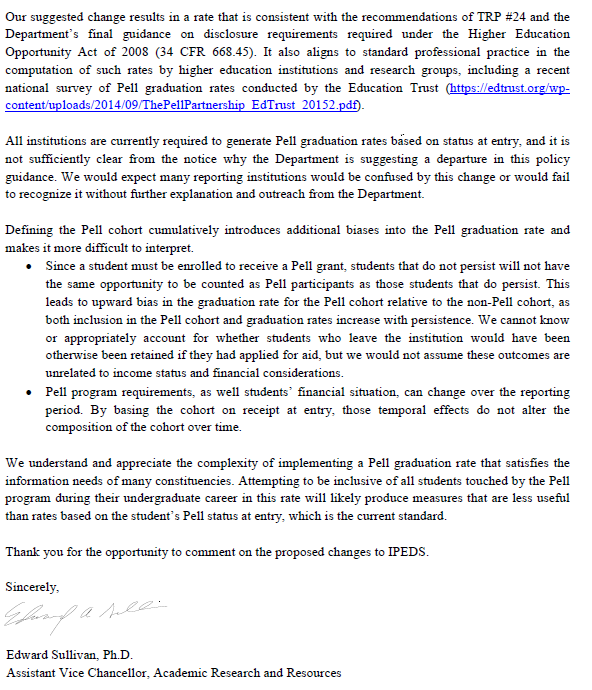 Our suggested change results in a rate that is consistent with the recommendations of TRP #24 and the
Department's final guidance on disclosure requirements required under the Higher Education
Opportunity Act of 2008 (34 CFR 668.45). It also aligns to standard professional practice in the
computation of such rates by higher education institutions and research groups, including a recent
national survey of Pell graduation rates conducted by the Education Trust (https://edtrust.org/wp-
content/uploads/2014/09/ThePellPartnership_EdTrust_20152.pdf).
All institutions are currently required to generate Pell graduation rates based on status at entry, and it is
not sufficiently clear from the notice why the Department is suggesting a departure in this policy
guidance. We would expect many reporting institutions would be confused by this change or would fail
to recognize it without further explanation and outreach from the Department.
Defining the Pell cohort cumulatively introduces additional biases into the Pell graduation rate and
makes it more difficult to interpret.
• Since a student must be enrolled to receive a Pell grant, students that do not persist will not have
the same opportunity to be counted as Pell participants as those students that do persist. This
leads to upward bias in the graduation rate for the Pell cohort relative to the non-Pell cohort, as
both inclusion in the Pell cohort and graduation rates increase with persistence. We cannot know
or appropriately account for whether students who leave the institution would have been
otherwise been retained if they had applied for aid, but we would not assume these outcomes are
unrelated to income status and financial considerations.
• Pell program requirements, as well students' financial situation, can change over the reporting
period. By basing the cohort on receipt at entry, those temporal effects do not alter the
composition of the cohort over time.
We understand and appreciate the complexity of implementing a Pell graduation rate that satisfies the
information needs of many constituencies. Attempting to be inclusive of all students touched by the Pell
program during their undergraduate career in this rate will likely produce measures that are less useful
than rates based on the student's Pell status at entry, which is the current standard.
Thank you for the opportunity to comment on the proposed changes to IPEDS.
Sincerely,
Edward Sullivan, Ph.D.
Assistant Vice Chancellor, Academic Research and Resources